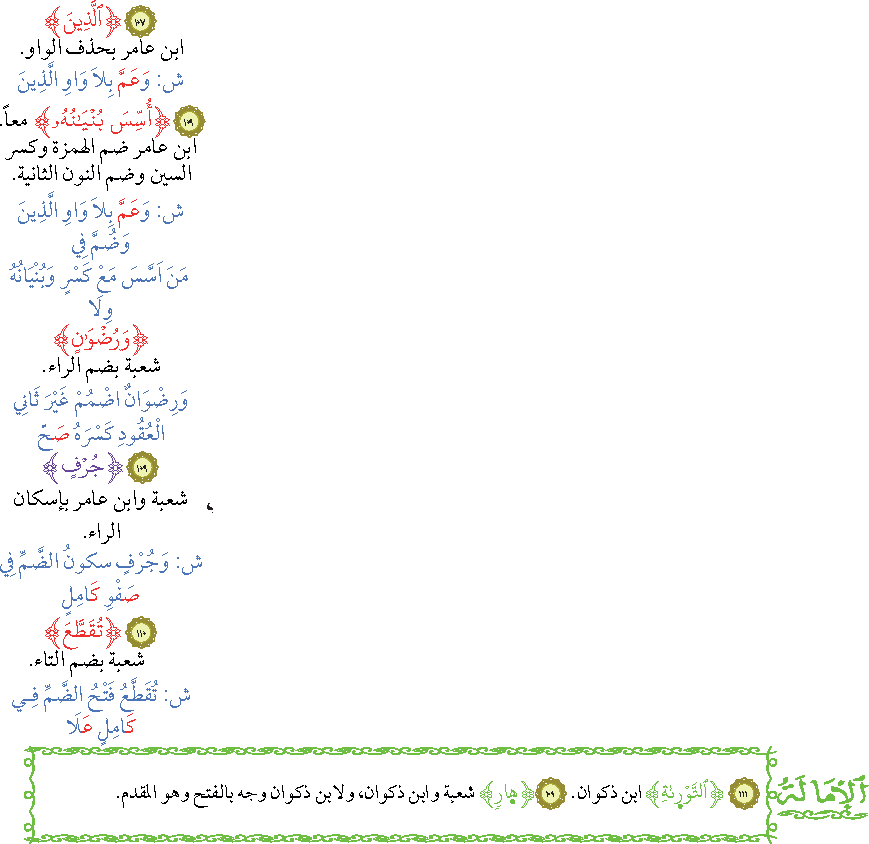 ١٠٧ ﴿ٱلَّذِينَ﴾
ابن عامر بحذف الواو.
ش: وَعَمَّ بِلاَ وَاوِ الَّذِينَ
١٠٩ ﴿أُسِّسَ بُنْيَـٰنُهُۥ﴾ معاً.
ابن عامر ضم الهمزة وكسر
السين وضم النون الثانية.
ش: وَعَمَّ بِلاَ وَاوِ الَّذِينَ
وَضُمَّ فِي
مَنَ اَسَّسَ مَعْ كَسْرٍ وَبُنْيَانُهُ
وِلَا
﴿وَرُضْوَٰنٍ﴾
شعبة بضم الراء.
وَرِضْوَانٌ اضْمُمْ غَيْرَ ثَانِي
الْعُقُودِ كَسْرَهُ صَحَّ
١٠٩ ﴿جُرْفٍ﴾
شعبة وابن عامر بإسكان
الراء.
ش: وَجُرْفٍ سكونُ الضَّمِّ فِي
صَفْوِ كَامِلٍ
١١٠ ﴿تُقَطَّعَ﴾
شعبة بضم التاء.
ش: تُقَطَّعُ فَتْحُ الضَّمِّ فِي
كَامِلٍ عَلَا
الإِمَالَةُ
١١١ ﴿ٱلتَّوْرَىٰةِ﴾ ابن ذكوان. ١٠٩ ﴿هِارٍ﴾ شعبة وابن ذكوان، ولابن ذكوان وجه بالفتح وهو المقدم.